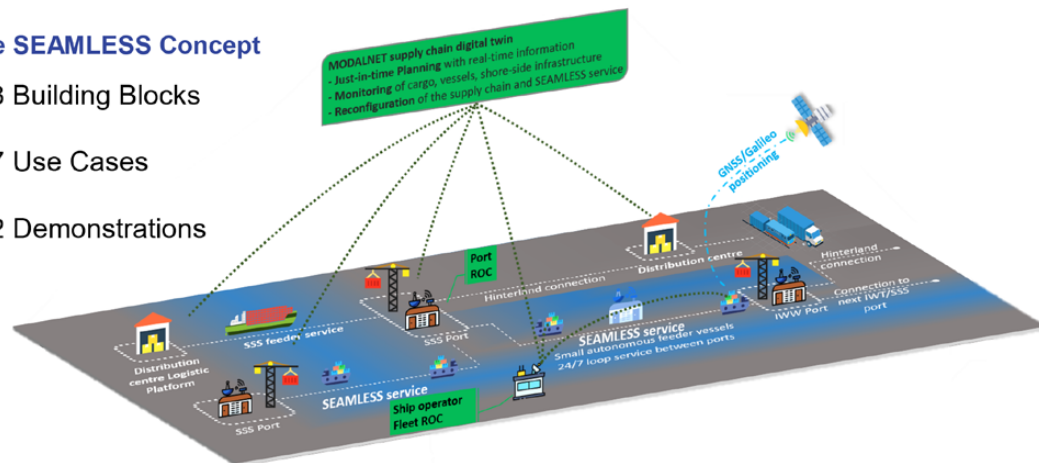 e SEAMLESS Concept
3 Building Blocks
7 Use Cases
2 Demonstrations
MODALNET supply chain digital twin
- Just-in-time Planning with real-time information
- Monitoring of cargo, vessels, shore-side infrastructure
- Reconfiguration of the supply chain and SEAMLESS service
GNSS/Galileo
positioning
Port
ROC
Distribution centre
Hinterland
connection
Hinterland connection
Connection to
next IWT/SSS
port
IWW Port
SSS feeder service
SSS Port
SEAMLESS service
Small autonomous feeder vessels
24/7 loop service between ports
Distribution
centre Logistic
Platform
SEAMLESS service
SSS Port
Ship operator
Fleet ROC